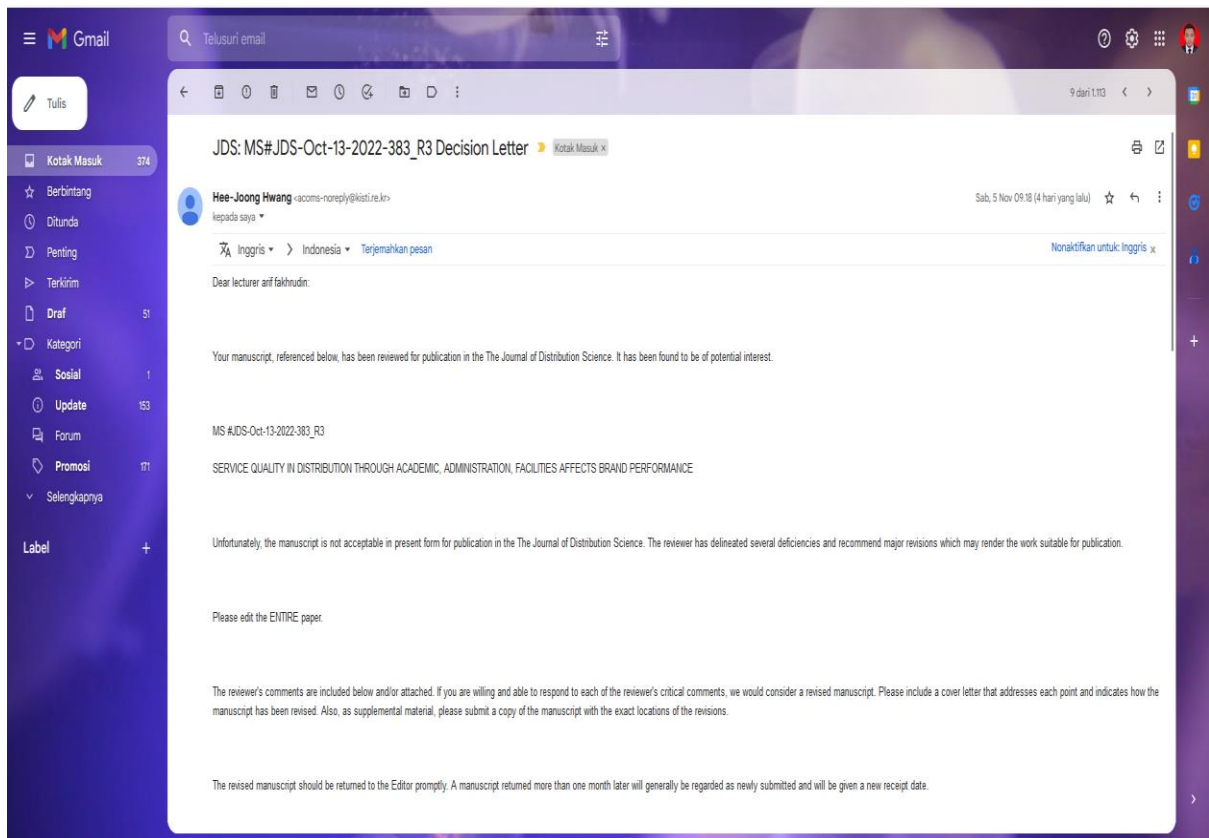 Gmail
Telusuri email
Tulis
9 dari 1.113
Kotak Masuk 374
Berbintang
Ditunda
Penting
Terkirim
Draf 51
Kategori
Sosial 1
Update 153
Forum
Promosi 171
Selengkapnya
Label
JDS: MS#JDS-Oct-13-2022-383_R3 Decision Letter Kotak Masuk x
Hee-Joong Hwang <acoms-noreply@kisti.re.kr> Sab, 5 Nov 09.18 (4 hari yang lalu)
kepada saya
Inggris > Indonesia Terjemahkan pesan Nonaktifkan untuk: Inggris x
Dear lecturer arif fakhrudin:
Your manuscript, referenced below, has been reviewed for publication in the The Journal of Distribution Science. It has been found to be of potential interest.
MS #JDS-Oct-13-2022-383_R3
SERVICE QUALITY IN DISTRIBUTION THROUGH ACADEMIC, ADMINISTRATION, FACILITIES AFFECTS BRAND PERFORMANCE
Unfortunately, the manuscript is not acceptable in present form for publication in the The Journal of Distribution Science. The reviewer has delineated several deficiencies and recommend major revisions which may render the work suitable for publication.
Please edit the ENTIRE paper.
The reviewer's comments are included below and/or attached. If you are willing and able to respond to each of the reviewer's critical comments, we would consider a revised manuscript. Please include a cover letter that addresses each point and indicates how the
manuscript has been revised. Also, as supplemental material, please submit a copy of the manuscript with the exact locations of the revisions.
The revised manuscript should be returned to the Editor promptly. A manuscript returned more than one month later will generally be regarded as newly submitted and will be given a new receipt date.